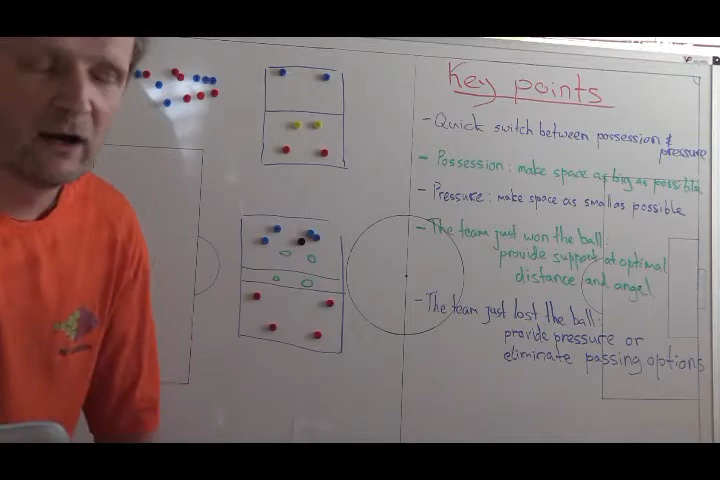 Key points
- Quick switch between possession &
pressure
- Possession: make space as big as possible
- Pressure: make space as small as possible
- The team just won the ball:
provide support at optimal
distance and angel
- The team just lost the ball:
provide pressure or
eliminate passing options